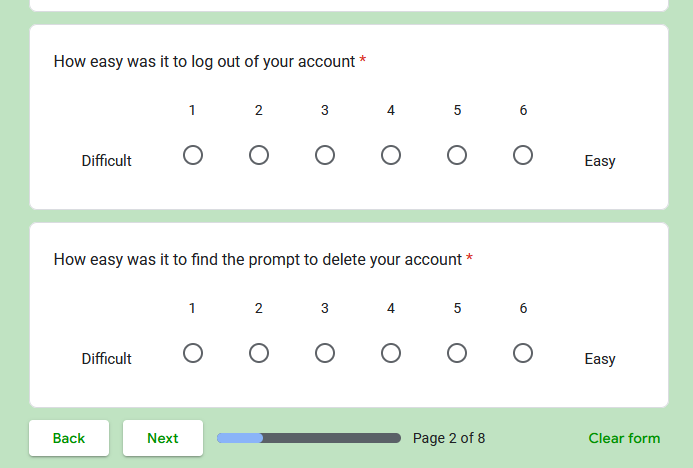 How easy was it to log out of your account *
1 2 3 4 5 6
Difficult Easy
How easy was it to find the prompt to delete your account *
1 2 3 4 5 6
Difficult Easy
Back Next Page 2 of 8 Clear form